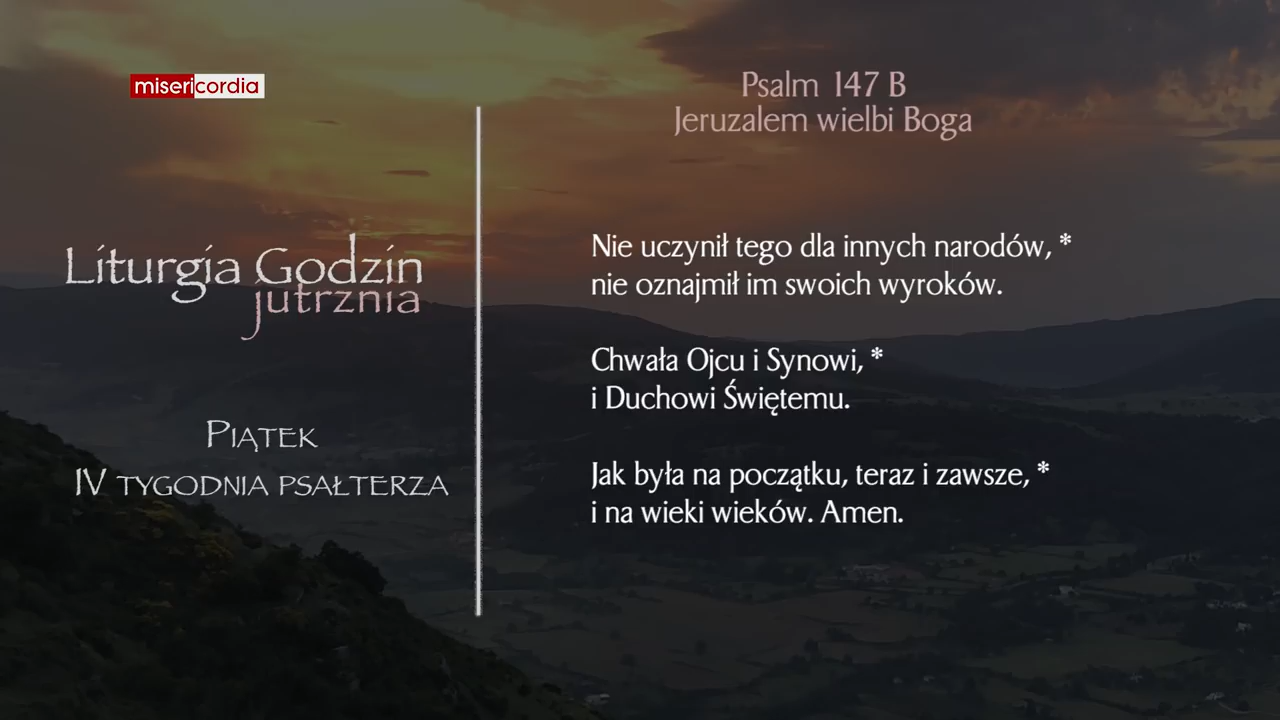 misericordia
Liturgia Godzin
jutrznia
Piątek
IV tygodnia psałterza
Psalm 147 B
Jeruzalem wielbi Boga
Nie uczynił tego dla innych narodów, *
nie oznajmił im swoich wyroków.
Chwała Ojcu i Synowi, *
i Duchowi Świętemu.
Jak była na początku, teraz i zawsze, *
i na wieki wieków. Amen.